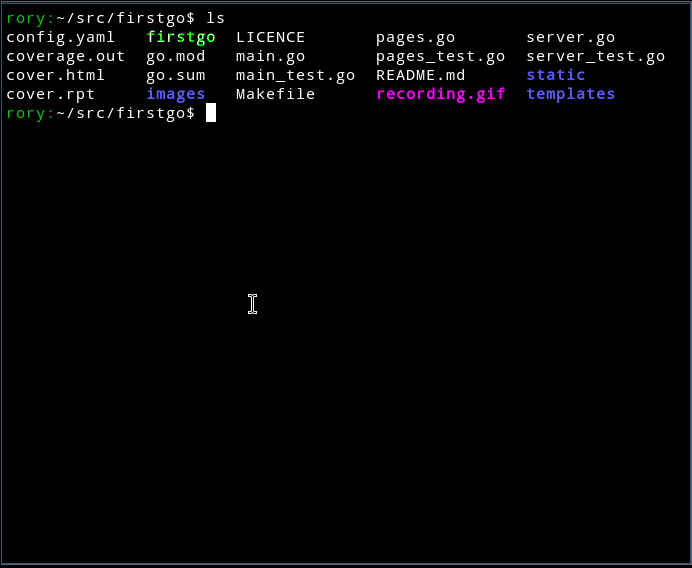 rory:~/src/firstgo$ ls
config.yaml firstgo LICENCE pages.go server.go
coverage.out go.mod main.go pages_test.go server_test.go
cover.html go.sum main_test.go README.md static
cover.rpt images Makefile recording.gif templates
rory:~/src/firstgo$